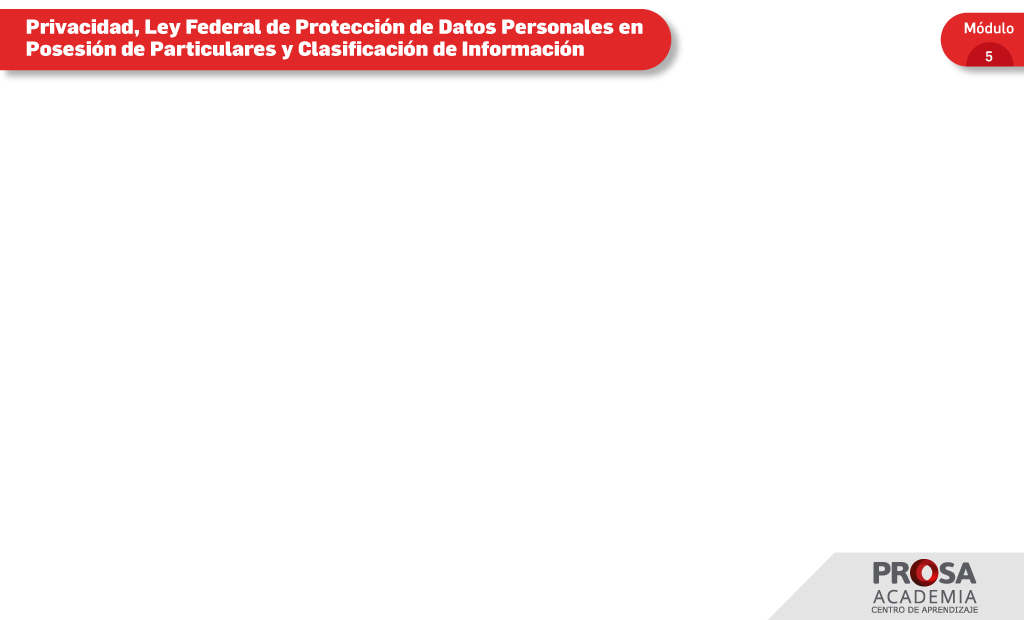 Privacidad, Ley Federal de Protección de Datos Personales en
Posesión de Particulares y Clasificación de Información
Módulo
5
PROSA
ACADEMIA
CENTRO DE APRENDIZAJE